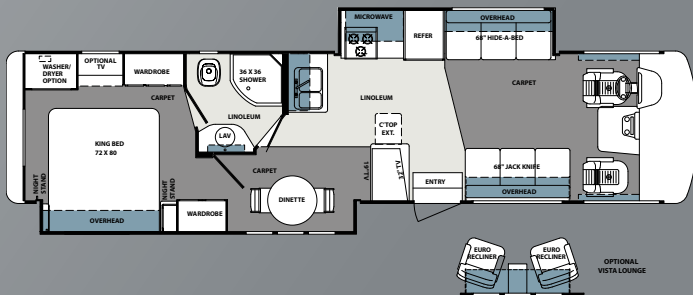 MICROWAVE
REFER
OVERHEAD
68" HIDE-A-BED
WASHER/
DRYER
OPTION
OPTIONAL
TV
WARDROBE
36 X 36
SHOWER
CARPET
LINOLEUM
LINOLEUM
CARPET
LAV
C'TOP
EXT.
KING BED
72 X 80
NIGHT
STAND
NIGHT
STAND
CARPET
19"TV
ENTRY
68" JACK KNIFE
OVERHEAD
OVERHEAD
WARDROBE
DINETTE
EURO
RECLINER
EURO
RECLINER
OPTIONAL
VISTA LOUNGE